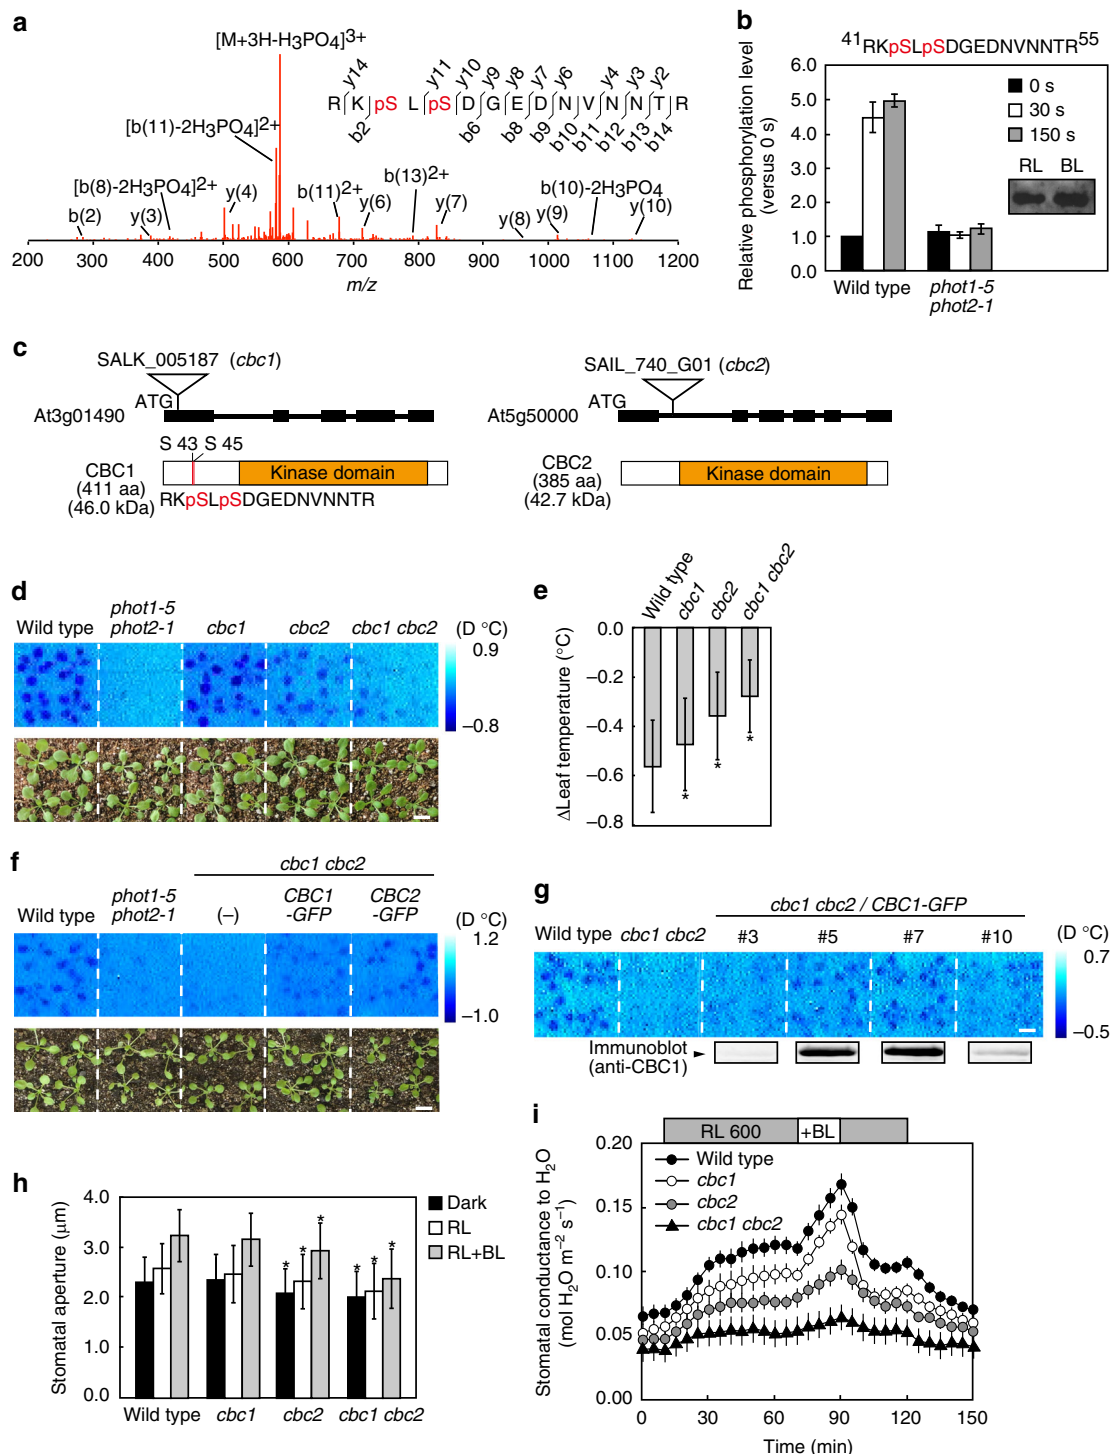 a
[M+3H-H3PO4]3+
y14 y11 y10 y9 y8 y7 y6 y4 y3 y2
R K pS L pS D G E D N V N N T R
b2 b6 b8 b9 b10 b11 b12 b13 b14
[b(11)-2H3PO4]2+
[b(8)-2H3PO4]2+
b(2) y(3) y(4) b(11)2+ y(6) b(13)2+ y(7) y(8) y(9) b(10)-2H3PO4 y(10)
200 300 400 500 600 700 800 900 1000 1100 1200
m/z
b
41RKpSLpSDGEDNVNNTR55
Relative phosphorylation level
(versus 0 s)
6.0
5.0
4.0
3.0
2.0
1.0
0.0
0 s
30 s
150 s
RL BL
Wild type
phot1-5
phot2-1
c
SALK_005187 (cbc1)
ATG
At3g01490
S 43 S 45
CBC1
(411 aa)
(46.0 kDa)
Kinase domain
RKpSLpSDGEDNVNNTR
SAIL_740_G01 (cbc2)
ATG
At5g50000
CBC2
(385 aa)
(42.7 kDa)
Kinase domain
d
Wild type
phot1-5
phot2-1
cbc1
cbc2
cbc1 cbc2
(D °C)
0.9
–0.8
e
Wild type
cbc1
cbc2
cbc1 cbc2
ΔLeaf temperature (°C)
0.0
–0.2
–0.4
–0.6
–0.8
* * *
f
cbc1 cbc2
Wild type
phot1-5
phot2-1
(–)
CBC1
-GFP
CBC2
-GFP
(D °C)
1.2
–1.0
g
cbc1 cbc2 / CBC1-GFP
Wild type cbc1 cbc2 #3 #5 #7 #10
(D °C)
0.7
–0.5
Immunoblot
(anti-CBC1)
h
Stomatal aperture (μm)
4.0
3.0
2.0
1.0
0.0
Dark
RL
RL+BL
* * * * * *
Wild type cbc1 cbc2 cbc1 cbc2
i
RL 600 +BL
Stomatal conductance to H2O
(mol H2O m–2 s–1)
0.20
0.15
0.10
0.05
0.00
Wild type
cbc1
cbc2
cbc1 cbc2
0 30 60 90 120 150
Time (min)